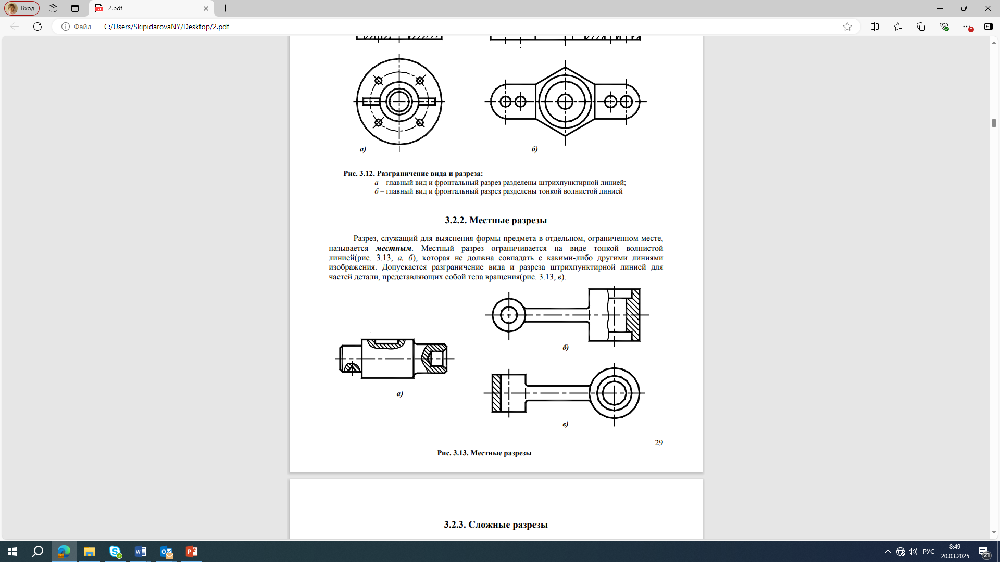 Вход
2.pdf
Файл
C:/Users/SkipidarovaNY/Desktop/2.pdf
а)
б)
Рис. 3.12. Разграничение вида и разреза:
а – главный вид и фронтальный разрез разделены штрихпунктирной линией;
б – главный вид и фронтальный разрез разделены тонкой волнистой линией
3.2.2. Местные разрезы
Разрез, служащий для выяснения формы предмета в отдельном, ограниченном месте,
называется местным. Местный разрез ограничивается на виде тонкой волнистой
линией(рис. 3.13, а, б), которая не должна совпадать с какими-либо другими линиями
изображения. Допускается разграничение вида и разреза штрихпунктирной линией для
частей детали, представляющих собой тела вращения(рис. 3.13, в).
б)
а)
в)
29
Рис. 3.13. Местные разрезы
3.2.3. Сложные разрезы
РУС
8:49
20.03.2025
21